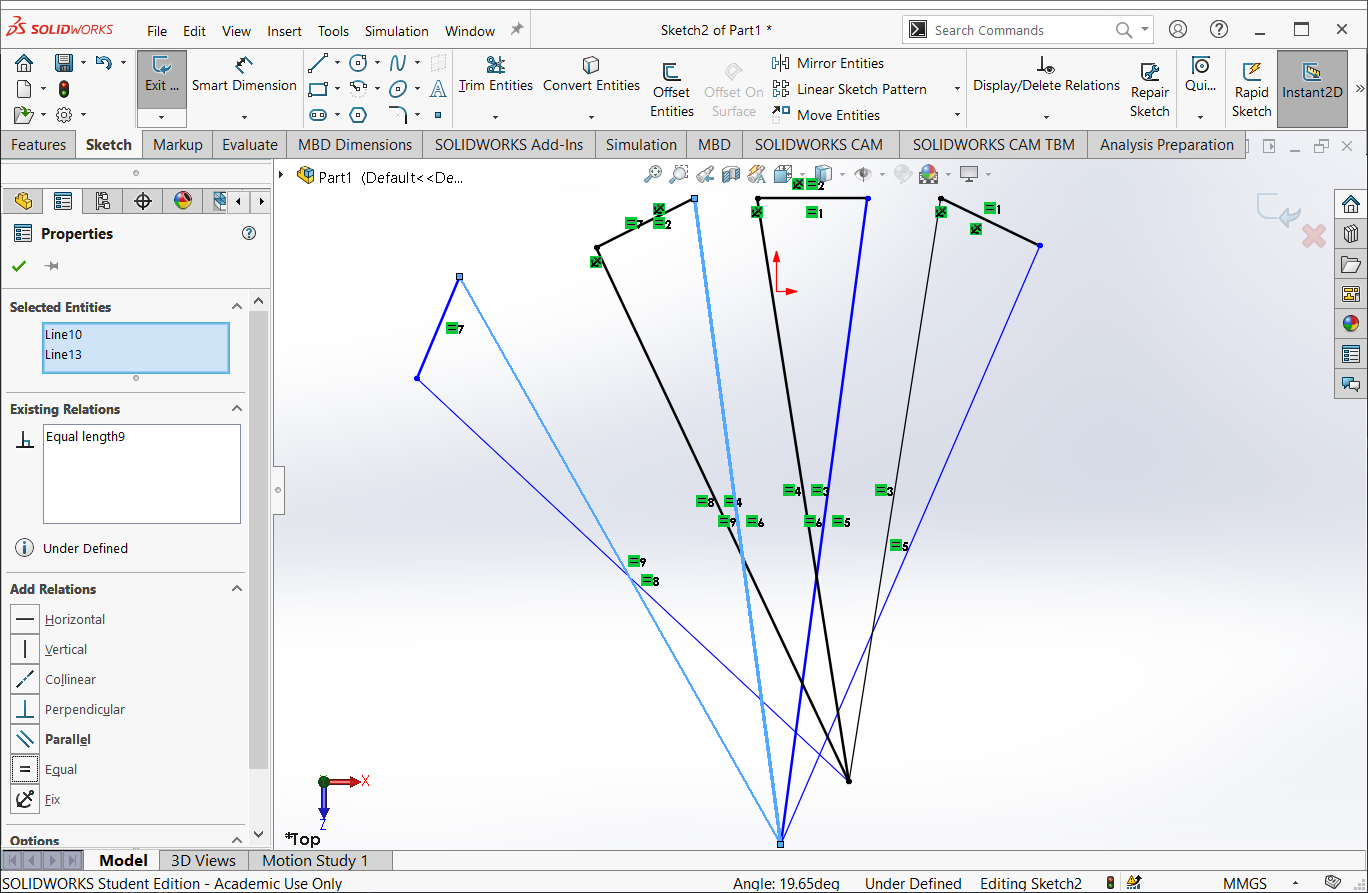 SOLIDWORKS File Edit View Insert Tools Simulation Window Sketch2 of Part1 * Search Commands
Exit ... Smart Dimension Trim Entities Convert Entities Offset Entities Offset On Surface Mirror Entities Linear Sketch Pattern Move Entities Display/Delete Relations Repair Sketch Qui... Rapid Sketch Instant2D
Features Sketch Markup Evaluate MBD Dimensions SOLIDWORKS Add-Ins Simulation MBD SOLIDWORKS CAM SOLIDWORKS CAM TBM Analysis Preparation
Part1 (Default<<De...
Properties
Selected Entities
Line10
Line13
Existing Relations
Equal length9
Under Defined
Add Relations
Horizontal
Vertical
Collinear
Perpendicular
Parallel
Equal
Fix
Options
2
7 2 1 1
7
8 4 4 3 3
9 6 6 5
5
9
8
X
Z
*Top
Model 3D Views Motion Study 1
SOLIDWORKS Student Edition - Academic Use Only Angle: 19.65deg Under Defined Editing Sketch2 MMGS